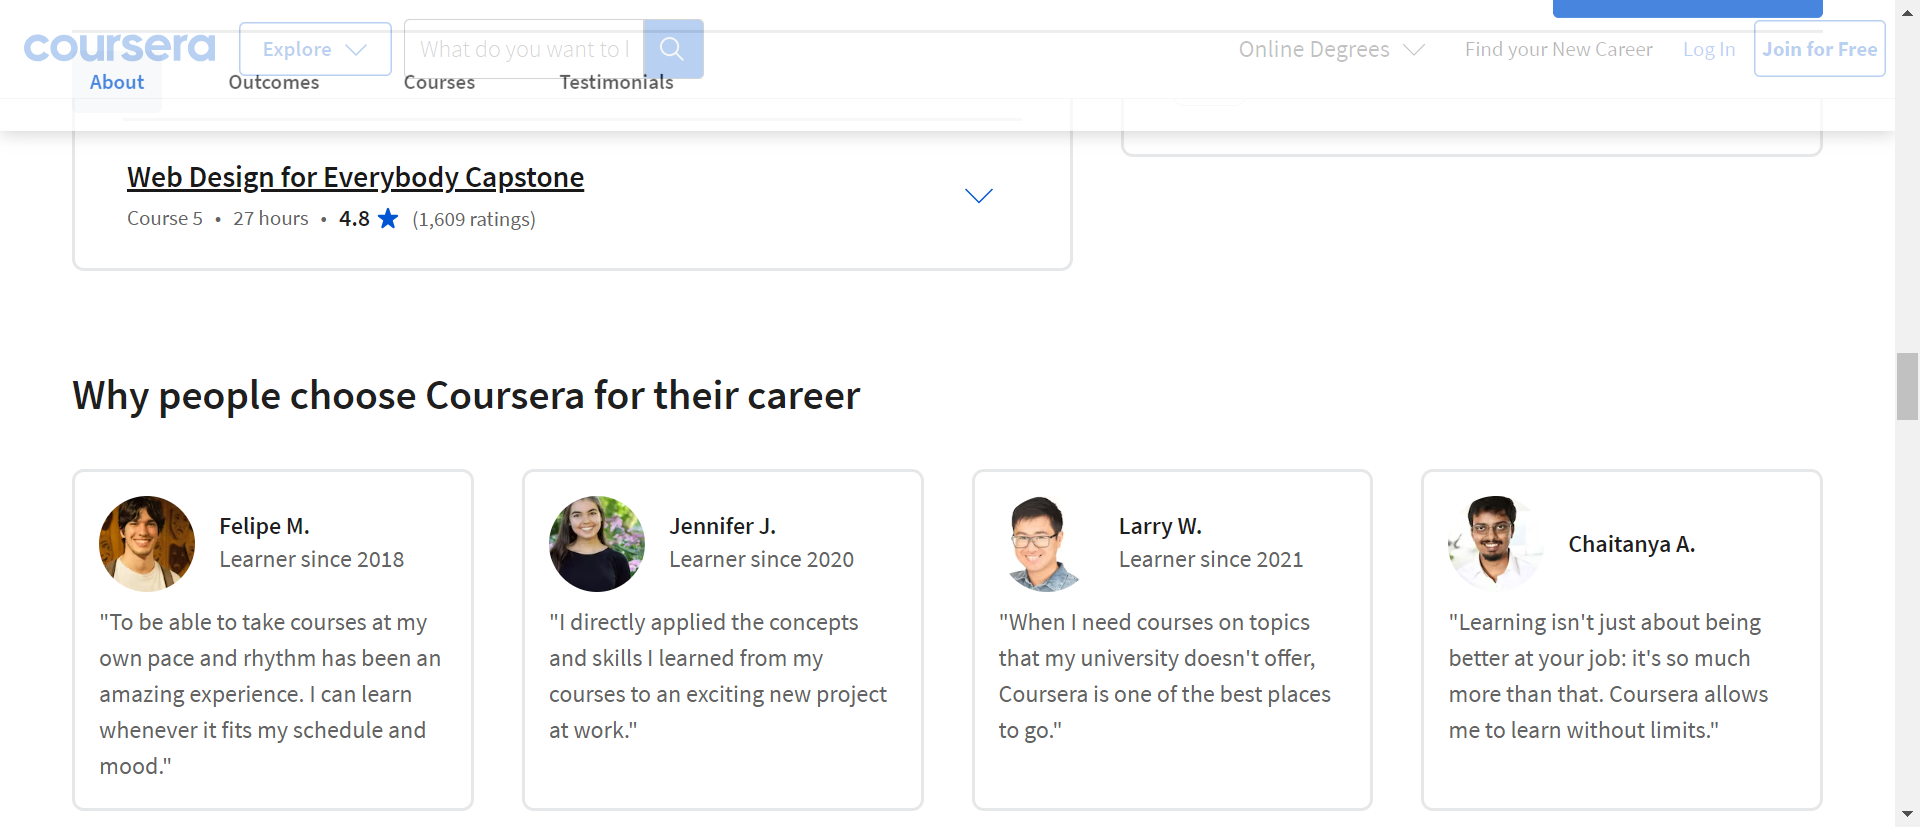 coursera Explore What do you want to l Online Degrees Find your New Career Log In Join for Free
About Outcomes Courses Testimonials
Web Design for Everybody Capstone
Course 5 • 27 hours • 4.8 ★ (1,609 ratings)
Why people choose Coursera for their career
Felipe M.
Learner since 2018
"To be able to take courses at my
own pace and rhythm has been an
amazing experience. I can learn
whenever it fits my schedule and
mood."
Jennifer J.
Learner since 2020
"I directly applied the concepts
and skills I learned from my
courses to an exciting new project
at work."
Larry W.
Learner since 2021
"When I need courses on topics
that my university doesn't offer,
Coursera is one of the best places
to go."
Chaitanya A.
"Learning isn't just about being
better at your job: it's so much
more than that. Coursera allows
me to learn without limits."